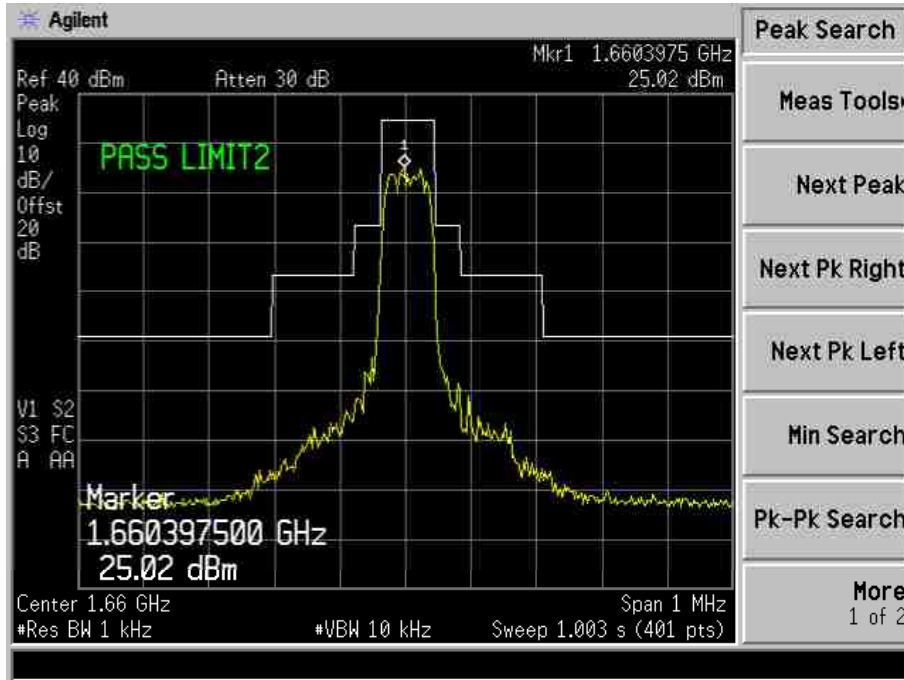 Agilent
Mkr1 1.6603975 GHz
Ref 40 dBm Atten 30 dB 25.02 dBm
Peak
Log
10
dB/
Offst
20
dB
PASS LIMIT2
1
V1 S2
S3 FC
A AA
Marker
1.660397500 GHz
25.02 dBm
Center 1.66 GHz Span 1 MHz
#Res BW 1 kHz #VBW 10 kHz Sweep 1.003 s (401 pts)
Peak Search
Meas Tools
Next Peak
Next Pk Right
Next Pk Left
Min Search
Pk-Pk Search
More
1 of 2